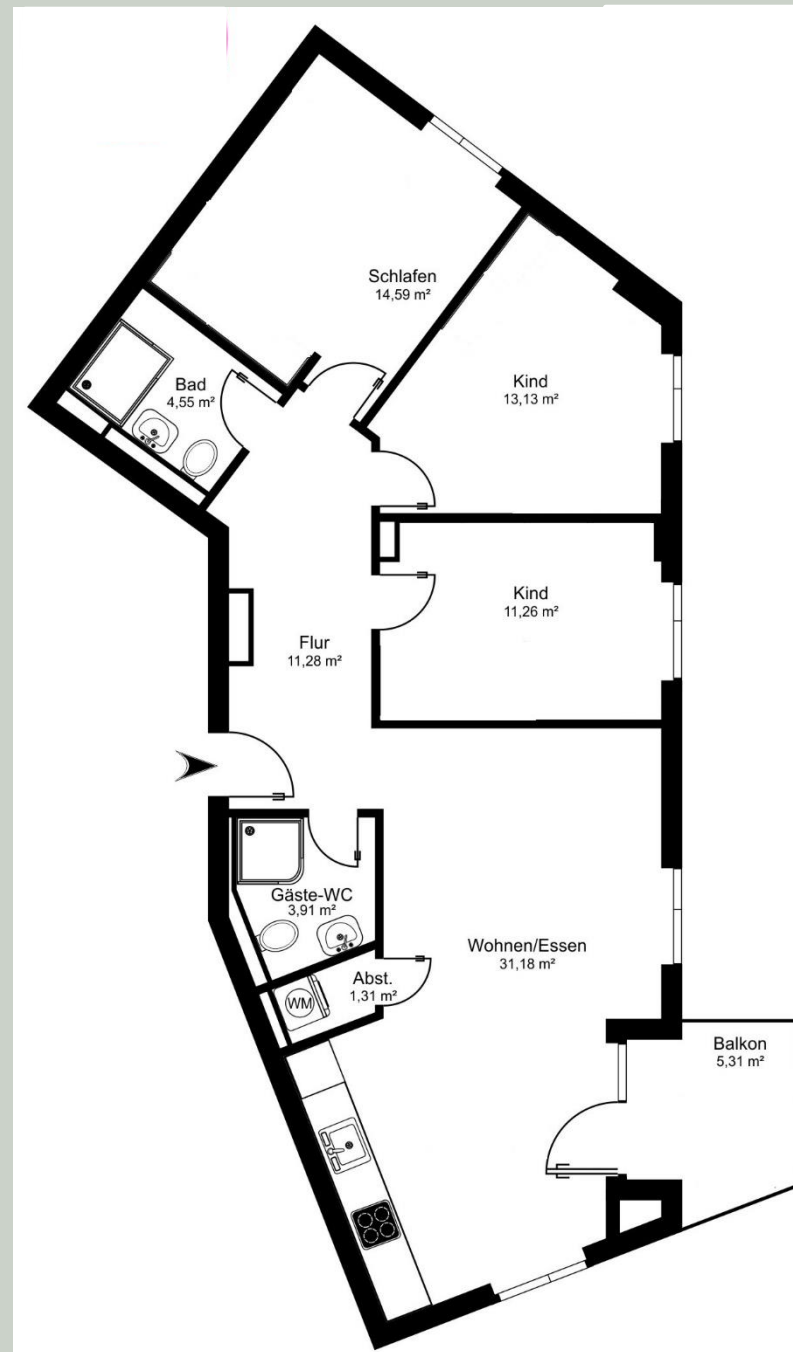 Schlafen
14,59 m²
Bad
4,55 m²
Kind
13,13 m²
Kind
11,26 m²
Flur
11,28 m²
Gäste-WC
3,91 m²
Wohnen/Essen
31,18 m²
Abst.
1,31 m²
WM
Balkon
5,31 m²